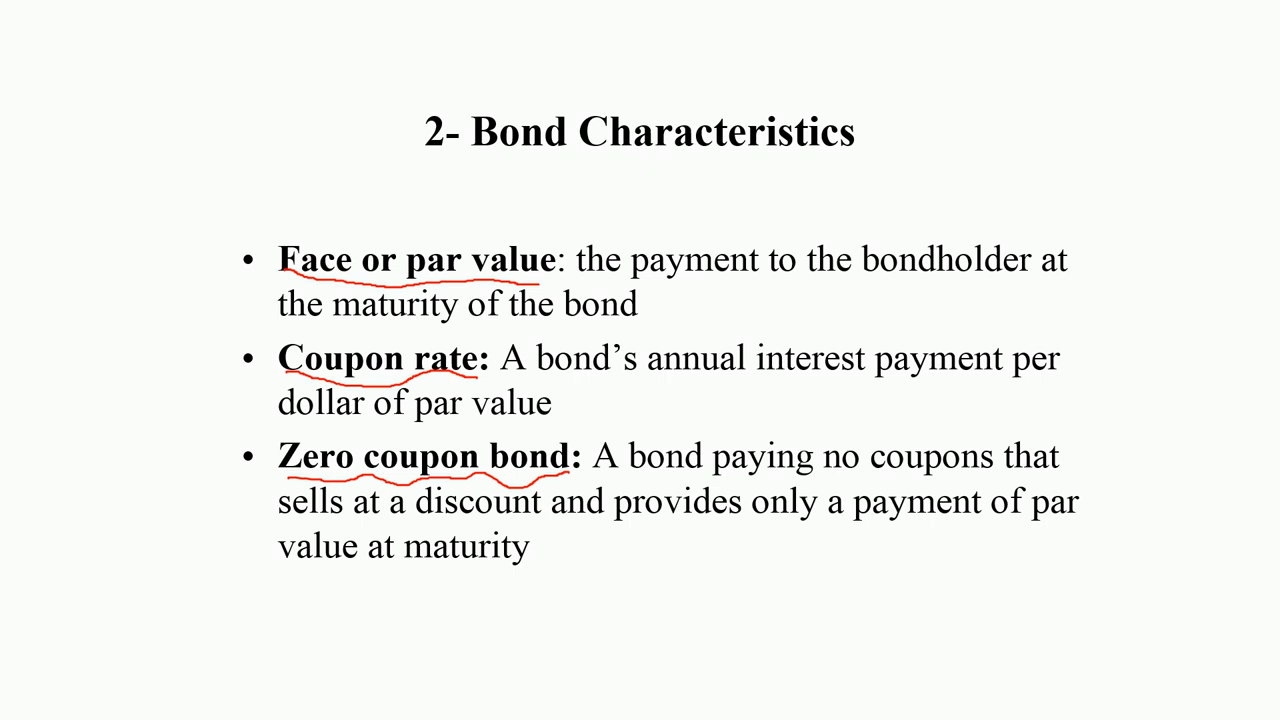 2- Bond Characteristics
• Face or par value: the payment to the bondholder at
the maturity of the bond
• Coupon rate: A bond’s annual interest payment per
dollar of par value
• Zero coupon bond: A bond paying no coupons that
sells at a discount and provides only a payment of par
value at maturity